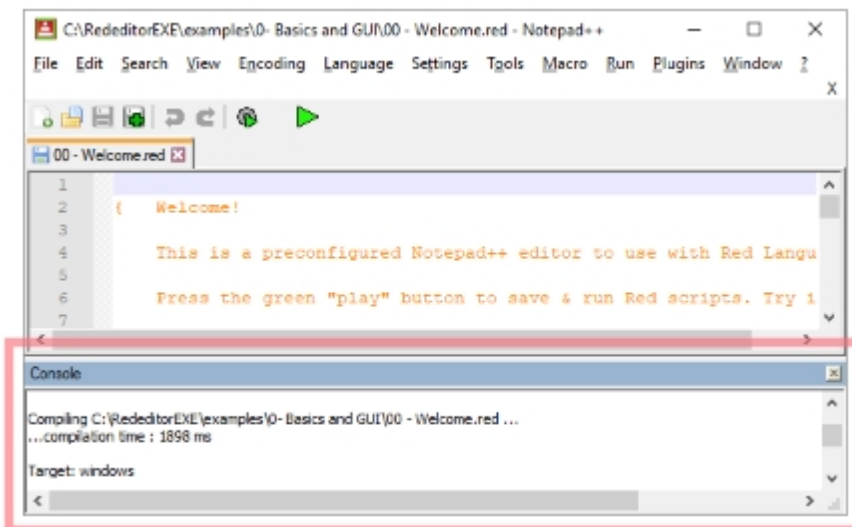 C:\RededitorEXE\examples\0- Basics and GUI\00 - Welcome.red - Notepad++
File Edit Search View Encoding Language Settings Tools Macro Run Plugins Window ?
X
00 - Welcome.red
1
2 { Welcome!
3
4 This is a preconfigured Notepad++ editor to use with Red Langu
5
6 Press the green "play" button to save & run Red scripts. Try i
7
Console
Compiling C:\RededitorEXE\examples\0- Basics and GUI\00 - Welcome.red ...
...compilation time : 1898 ms
Target: windows